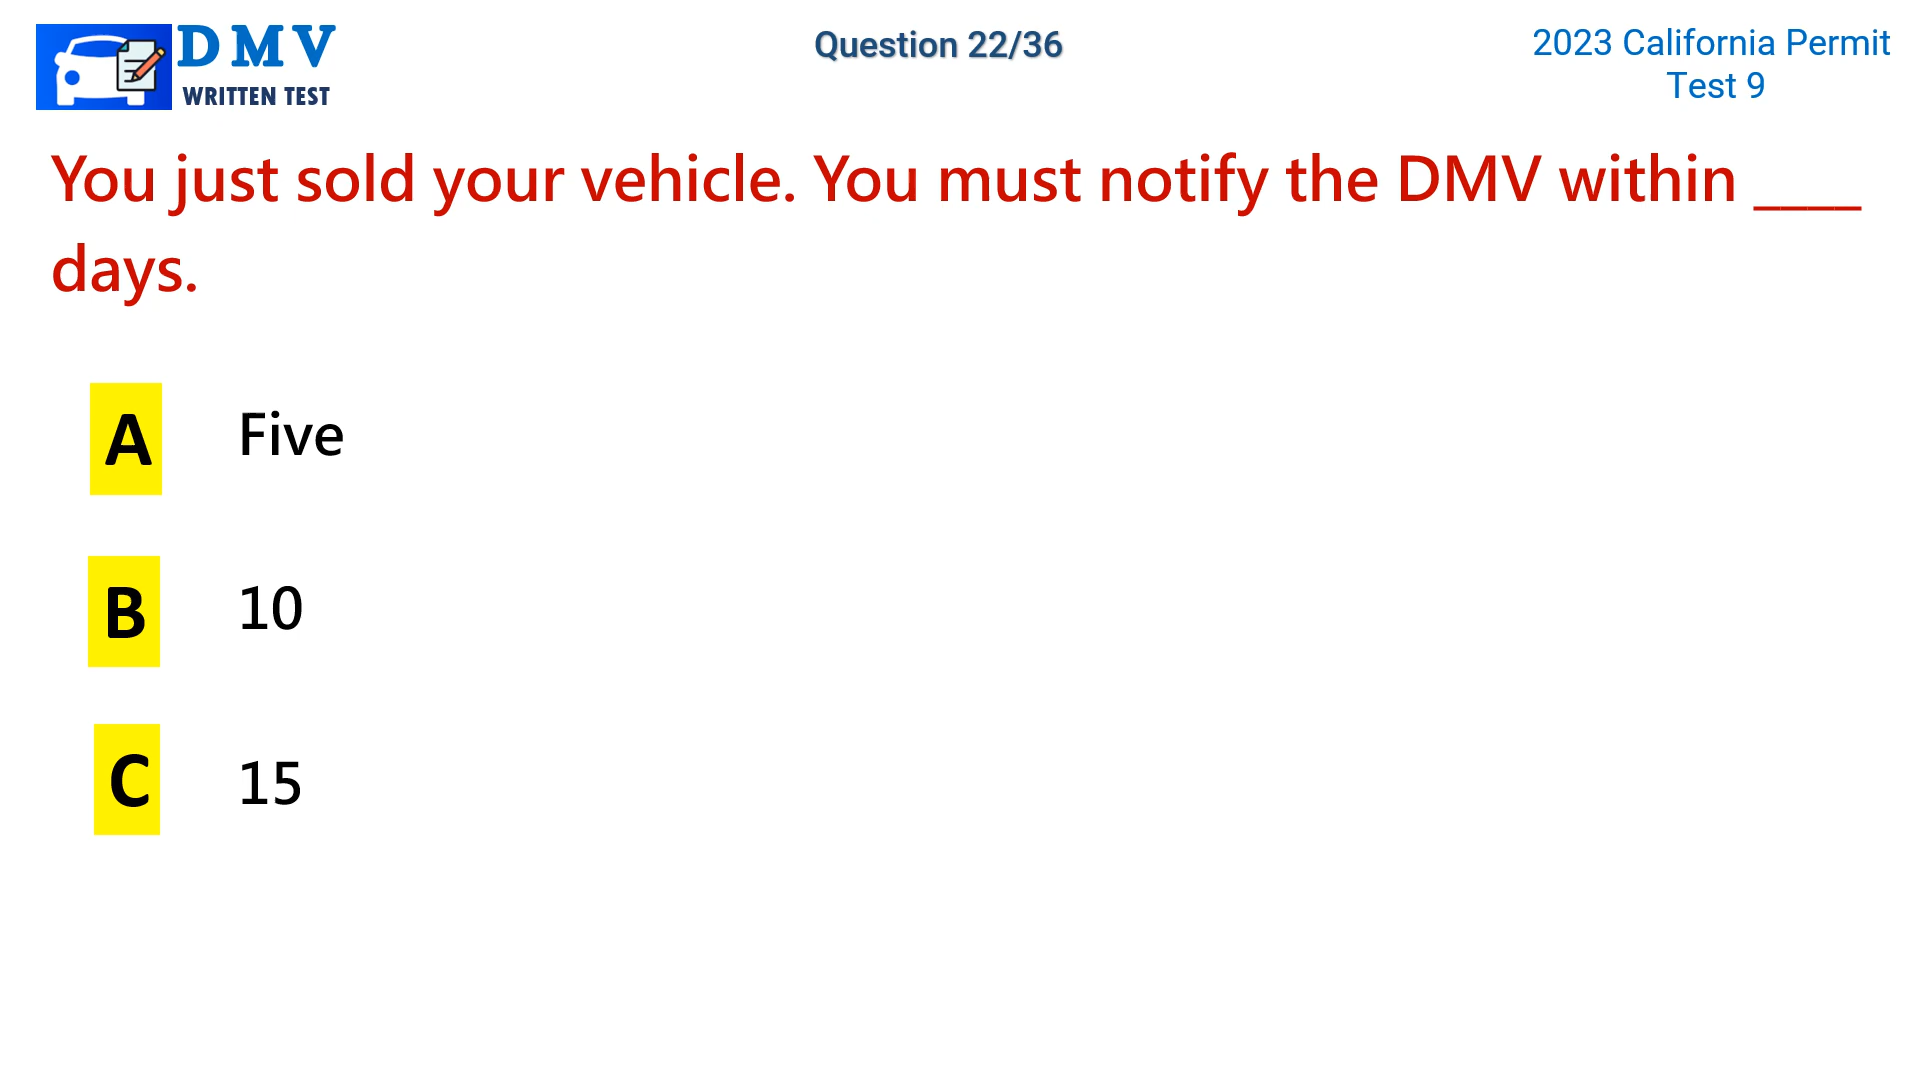 DMV
WRITTEN TEST
Question 22/36
2023 California Permit
Test 9
You just sold your vehicle. You must notify the DMV within ____
days.
A Five
B 10
C 15